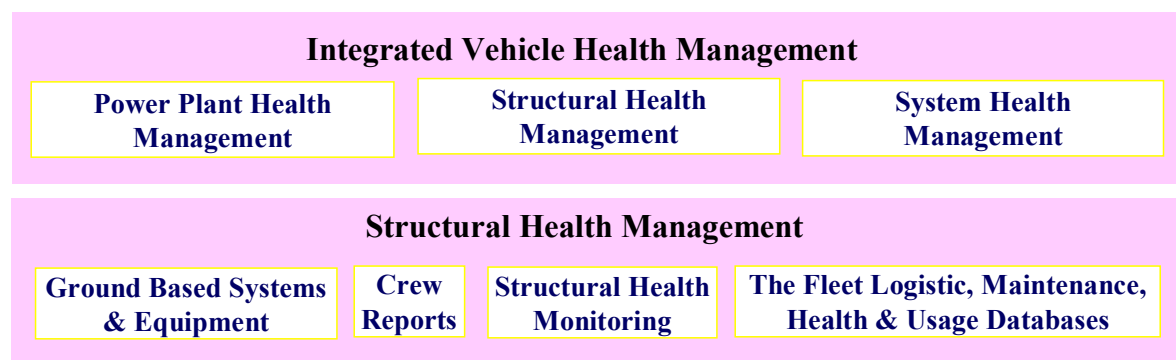 Integrated Vehicle Health Management
Power Plant Health
Management
Structural Health
Management
System Health
Management
Structural Health Management
Ground Based Systems
& Equipment
Crew
Reports
Structural Health
Monitoring
The Fleet Logistic, Maintenance,
Health & Usage Databases